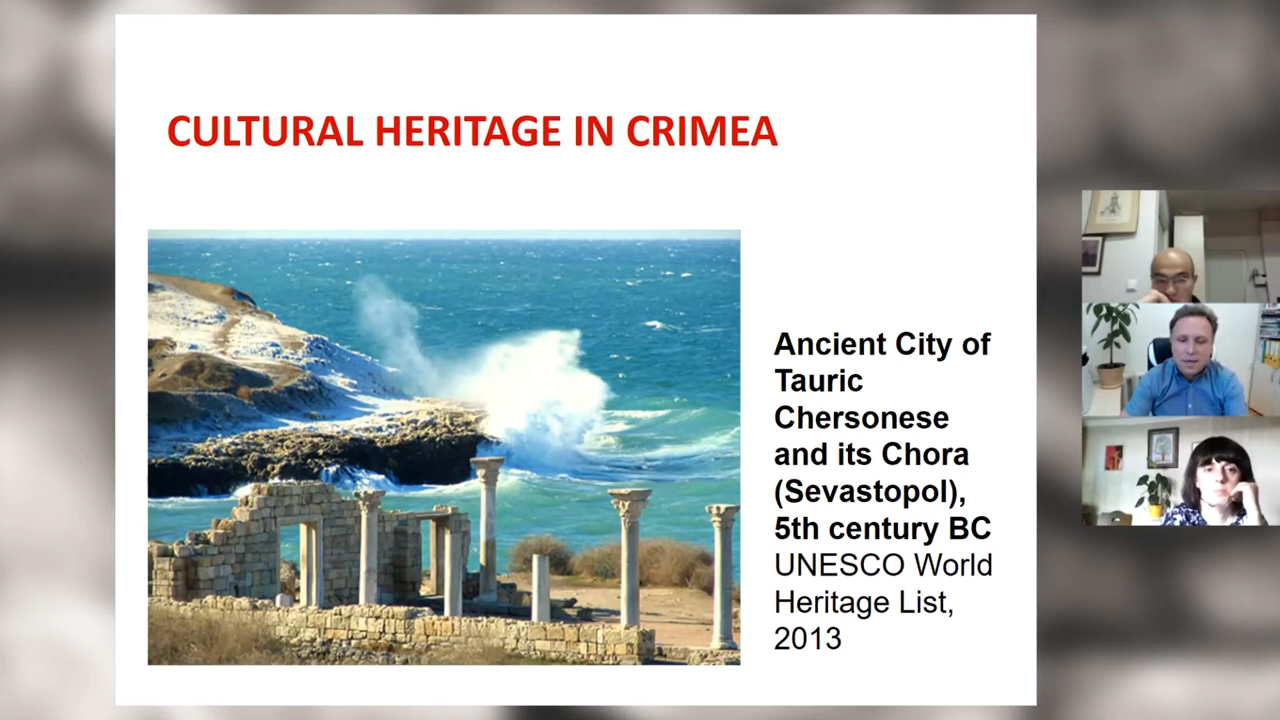 CULTURAL HERITAGE IN CRIMEA
Ancient City of
Tauric
Chersonese
and its Chora
(Sevastopol),
5th century BC
UNESCO World
Heritage List,
2013